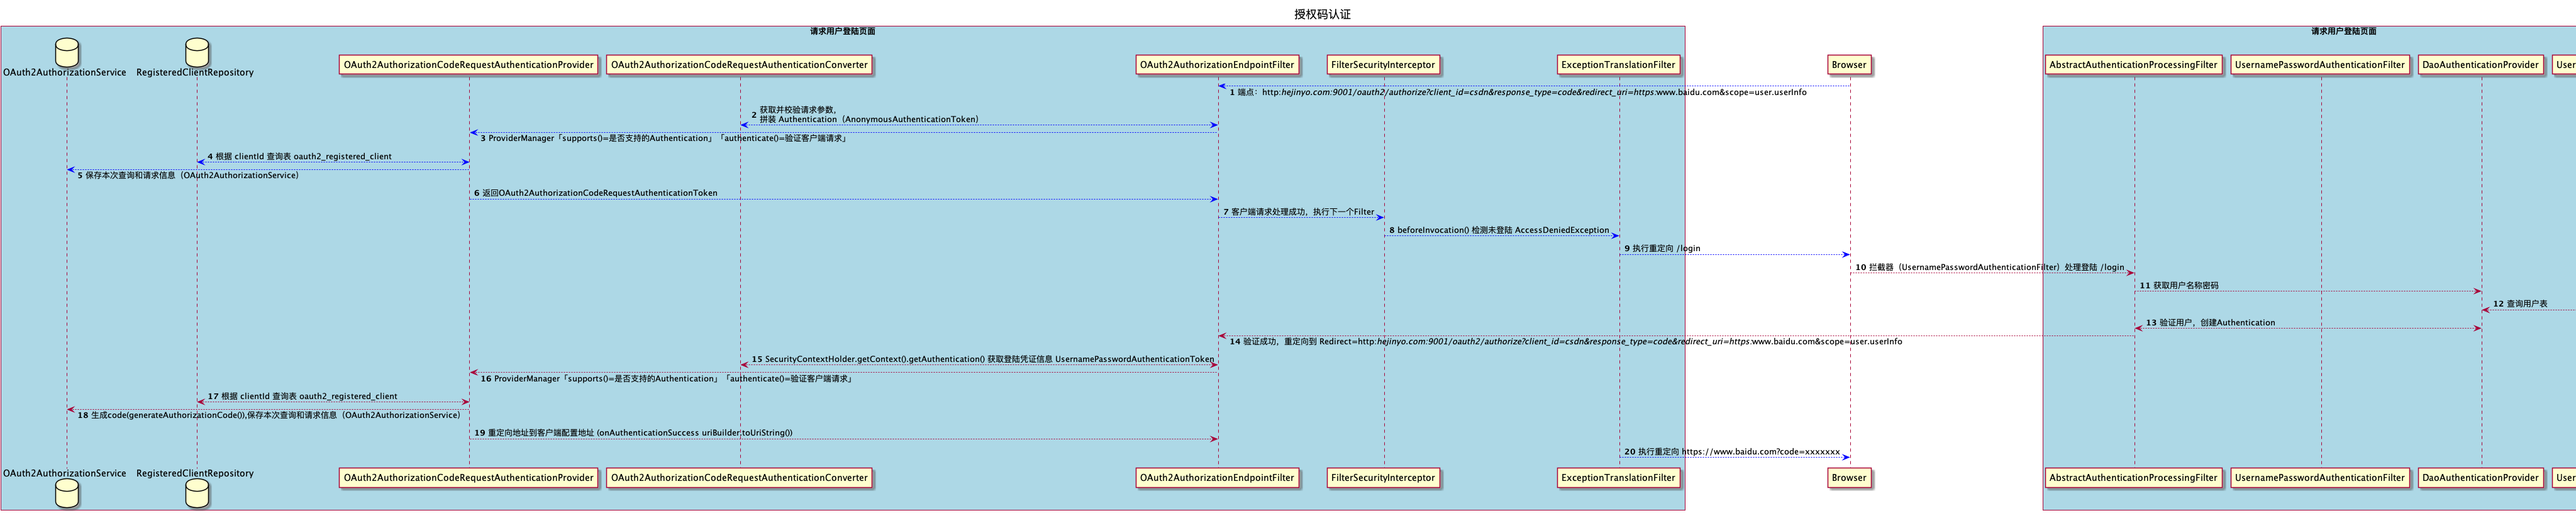 授权码认证
请求用户登陆页面
请求用户登陆页面
OAuth2AuthorizationService
RegisteredClientRepository
OAuth2AuthorizationCodeRequestAuthenticationProvider
OAuth2AuthorizationCodeRequestAuthenticationConverter
OAuth2AuthorizationEndpointFilter
FilterSecurityInterceptor
ExceptionTranslationFilter
Browser
AbstractAuthenticationProcessingFilter
UsernamePasswordAuthenticationFilter
DaoAuthenticationProvider
1 端点：http:hejinyo.com:9001/oauth2/authorize?client_id=csdn&response_type=code&redirect_uri=https:www.baidu.com&scope=user.userInfo
2 获取并校验请求参数，
拼装 Authentication（AnonymousAuthenticationToken）
3 ProviderManager「supports()=是否支持的Authentication」「authenticate()=验证客户端请求」
4 根据 clientId 查询表 oauth2_registered_client
5 保存本次查询和请求信息（OAuth2AuthorizationService）
6 返回OAuth2AuthorizationCodeRequestAuthenticationToken
7 客户端请求处理成功，执行下一个Filter
8 beforeInvocation() 检测未登陆 AccessDeniedException
9 执行重定向 /login
10 拦截器（UsernamePasswordAuthenticationFilter）处理登陆 /login
11 获取用户名称密码
12 查询用户表
13 验证用户，创建Authentication
14 验证成功，重定向到 Redirect=http:hejinyo.com:9001/oauth2/authorize?client_id=csdn&response_type=code&redirect_uri=https:www.baidu.com&scope=user.userInfo
15 SecurityContextHolder.getContext().getAuthentication() 获取登陆凭证信息 UsernamePasswordAuthenticationToken
16 ProviderManager「supports()=是否支持的Authentication」「authenticate()=验证客户端请求」
17 根据 clientId 查询表 oauth2_registered_client
18 生成code(generateAuthorizationCode()),保存本次查询和请求信息（OAuth2AuthorizationService）
19 重定向地址到客户端配置地址 (onAuthenticationSuccess uriBuilder.toUriString())
20 执行重定向 https://www.baidu.com?code=xxxxxxx
OAuth2AuthorizationService
RegisteredClientRepository
OAuth2AuthorizationCodeRequestAuthenticationProvider
OAuth2AuthorizationCodeRequestAuthenticationConverter
OAuth2AuthorizationEndpointFilter
FilterSecurityInterceptor
ExceptionTranslationFilter
Browser
AbstractAuthenticationProcessingFilter
UsernamePasswordAuthenticationFilter
DaoAuthenticationProvider